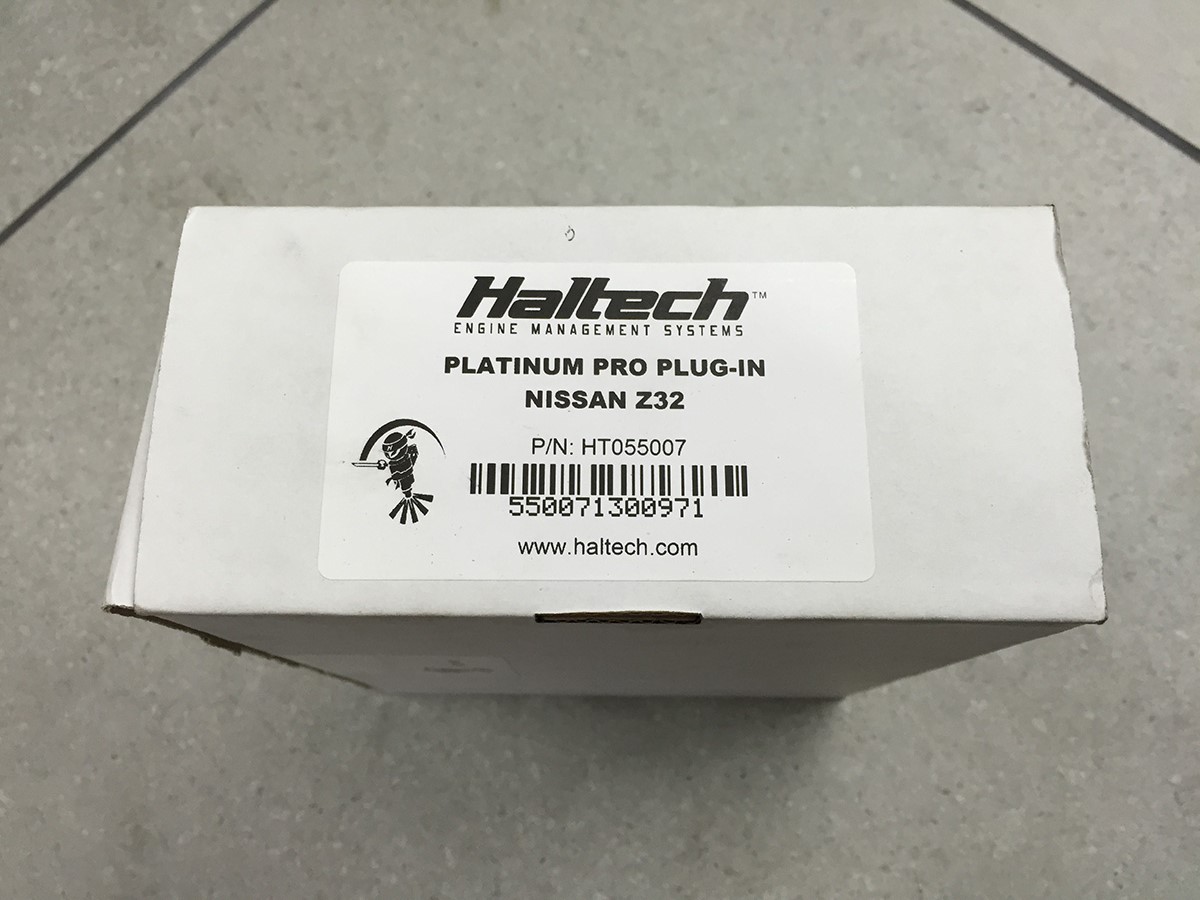 Haltech™
ENGINE MANAGEMENT SYSTEMS
PLATINUM PRO PLUG-IN
NISSAN Z32
P/N: HT055007
550071300971
www.haltech.com